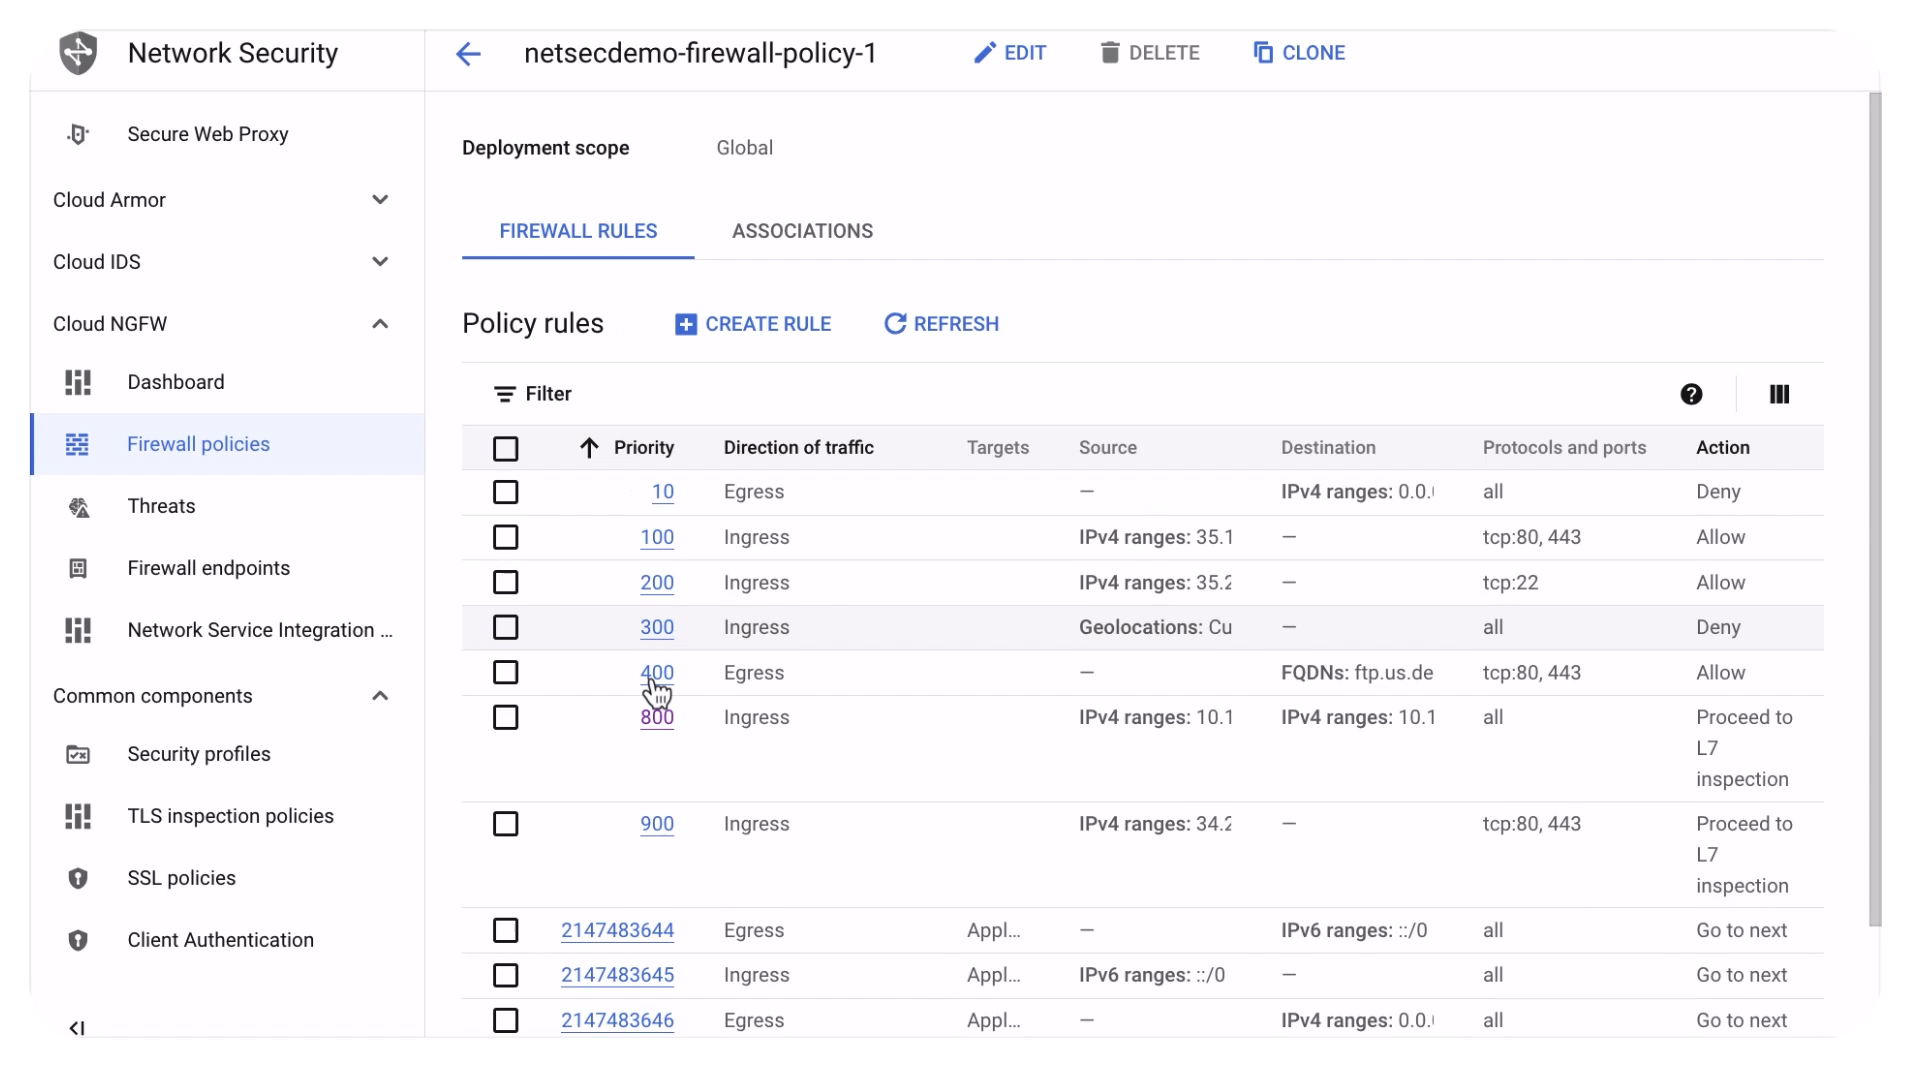 Network Security
netsecdemo-firewall-policy-1
EDIT
DELETE
CLONE
Secure Web Proxy
Cloud Armor
Cloud IDS
Cloud NGFW
Dashboard
Firewall policies
Threats
Firewall endpoints
Network Service Integration ...
Common components
Security profiles
TLS inspection policies
SSL policies
Client Authentication
Deployment scope Global
FIREWALL RULES ASSOCIATIONS
Policy rules CREATE RULE REFRESH
Filter
Priority Direction of traffic Targets Source Destination Protocols and ports Action
10 Egress — IPv4 ranges: 0.0. all Deny
100 Ingress IPv4 ranges: 35.1 — tcp:80, 443 Allow
200 Ingress IPv4 ranges: 35.2 — tcp:22 Allow
300 Ingress Geolocations: Cu — all Deny
400 Egress — FQDNs: ftp.us.de tcp:80, 443 Allow
800 Ingress IPv4 ranges: 10.1 IPv4 ranges: 10.1 all Proceed to
L7
inspection
900 Ingress IPv4 ranges: 34.2 — tcp:80, 443 Proceed to
L7
inspection
2147483644 Egress Appl... — IPv6 ranges: ::/0 all Go to next
2147483645 Ingress Appl... IPv6 ranges: ::/0 — all Go to next
2147483646 Egress Appl... — IPv4 ranges: 0.0. all Go to next